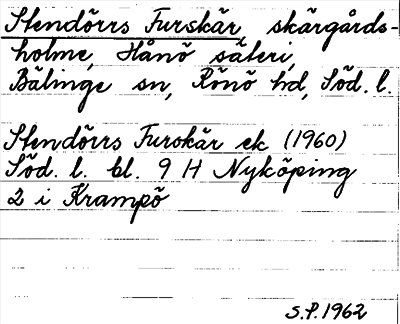 Stendörrs Furskär, skärgårds-
holme, Hånö säteri,
Bälinge sn, Rönö hd, Söd. l.
Stendörrs Furskär ek (1960)
Söd. l. bl. 9 H Nyköping
2 i Krampö
S.P. 1962